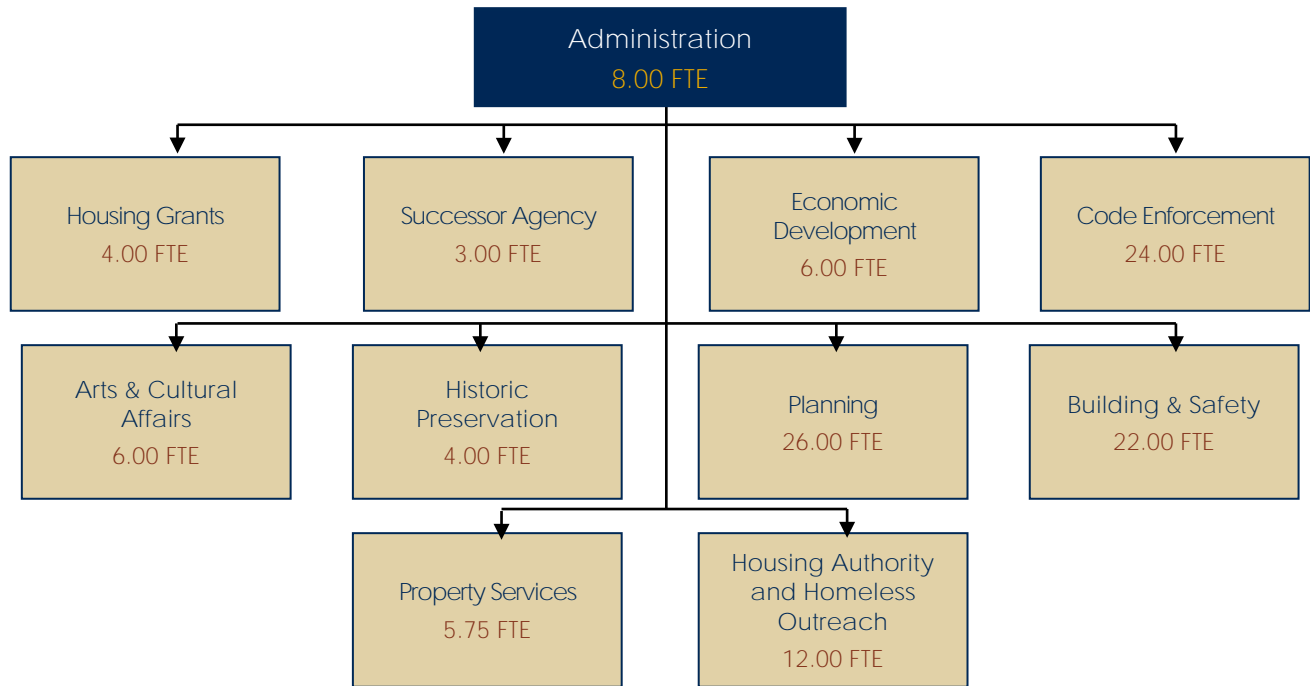 Administration
8.00 FTE
Housing Grants
4.00 FTE
Successor Agency
3.00 FTE
Economic
Development
6.00 FTE
Code Enforcement
24.00 FTE
Arts & Cultural
Affairs
6.00 FTE
Historic
Preservation
4.00 FTE
Planning
26.00 FTE
Building & Safety
22.00 FTE
Property Services
5.75 FTE
Housing Authority
and Homeless
Outreach
12.00 FTE